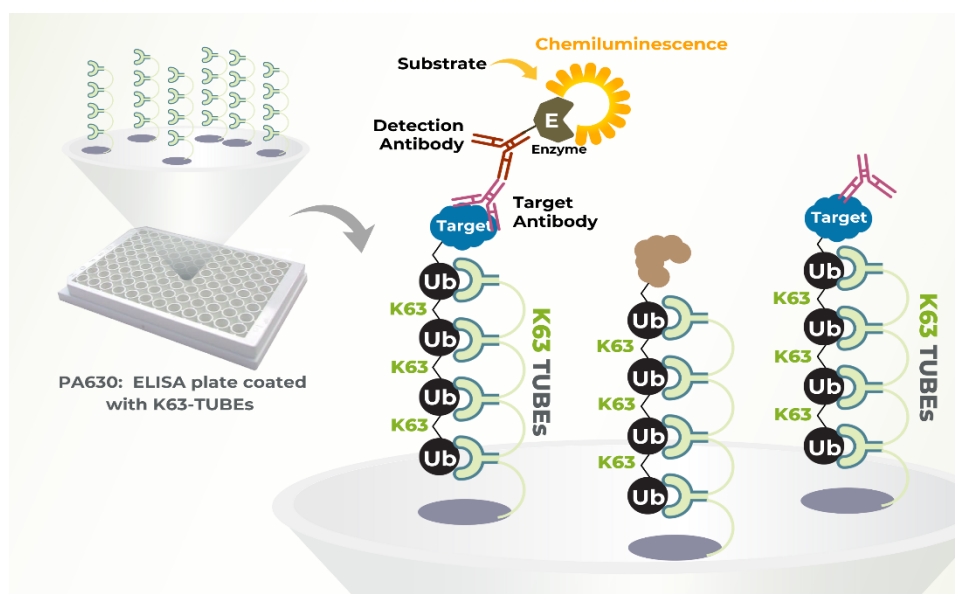 Chemiluminescence
Substrate
E
Enzyme
Detection
Antibody
Target
Antibody
Target
Ub
K63
Ub
K63
Ub
K63
Ub
K63 TUBEs
PA630: ELISA plate coated
with K63-TUBEs
Ub
K63
Ub
K63
Ub
K63
Ub
Target
Ub
K63
Ub
K63
Ub
K63
Ub
K63 TUBEs